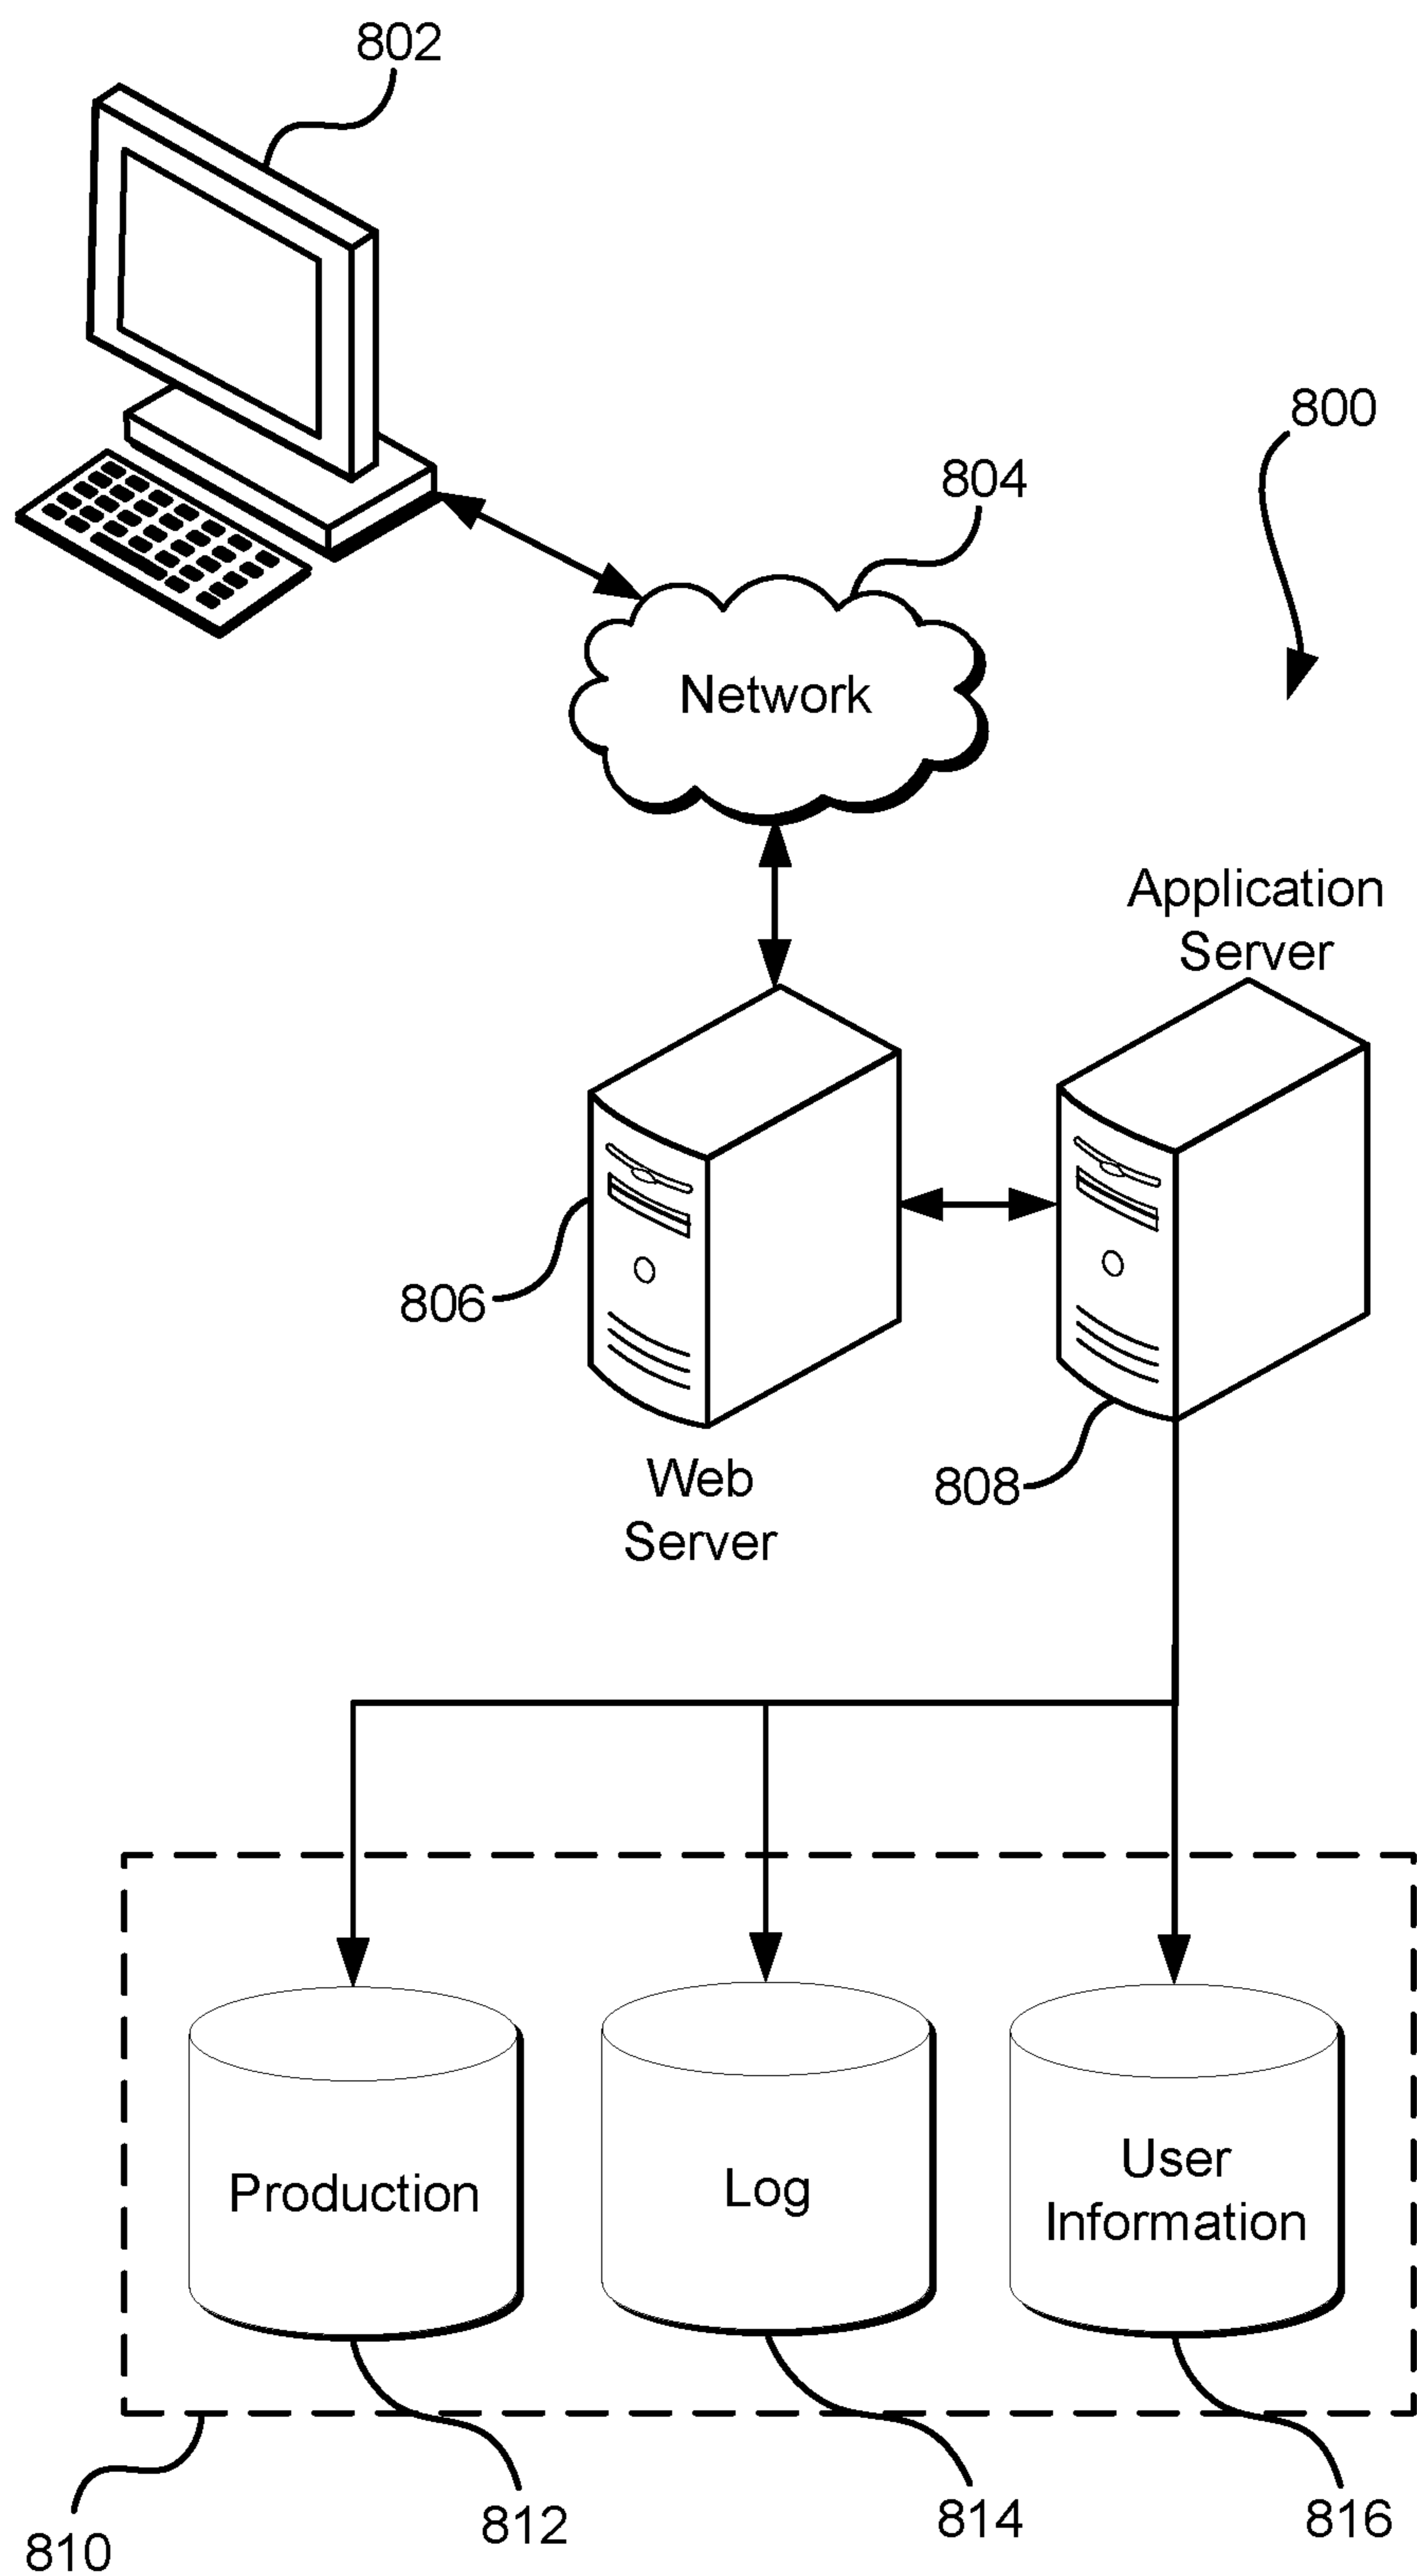 802
800
804
Network
Application
Server
806
Web
Server
808
Production
Log
User
Information
810
812
814
816